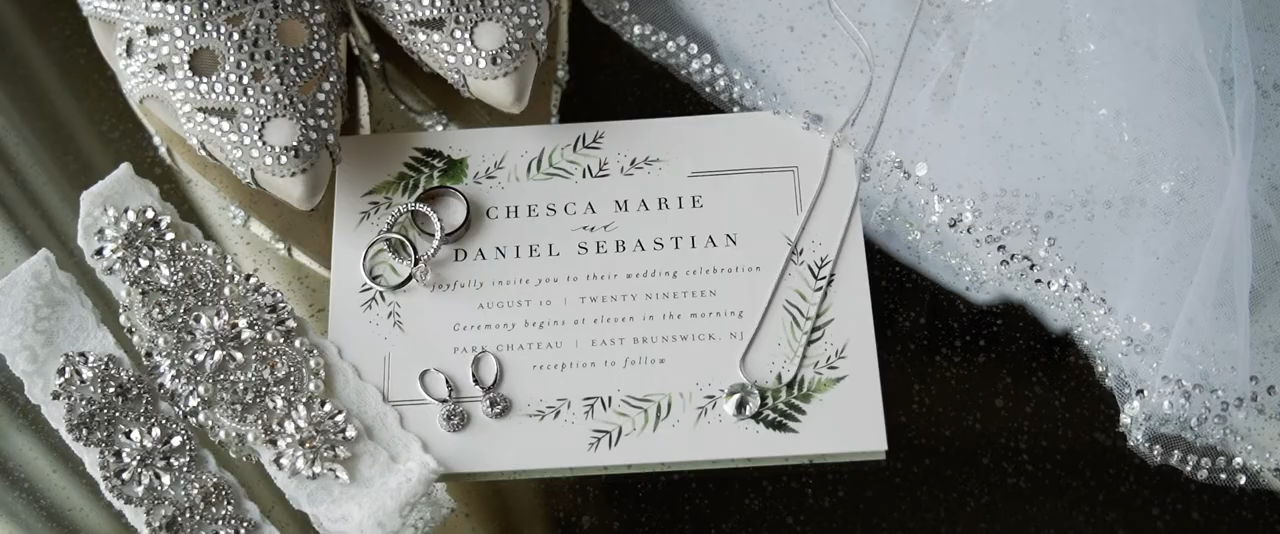 CHESCA MARIE
and
DANIEL SEBASTIAN
joyfully invite you to their wedding celebration
AUGUST 10 | TWENTY NINETEEN
Ceremony begins at eleven in the morning
PARK CHATEAU | EAST BRUNSWICK, NJ
reception to follow